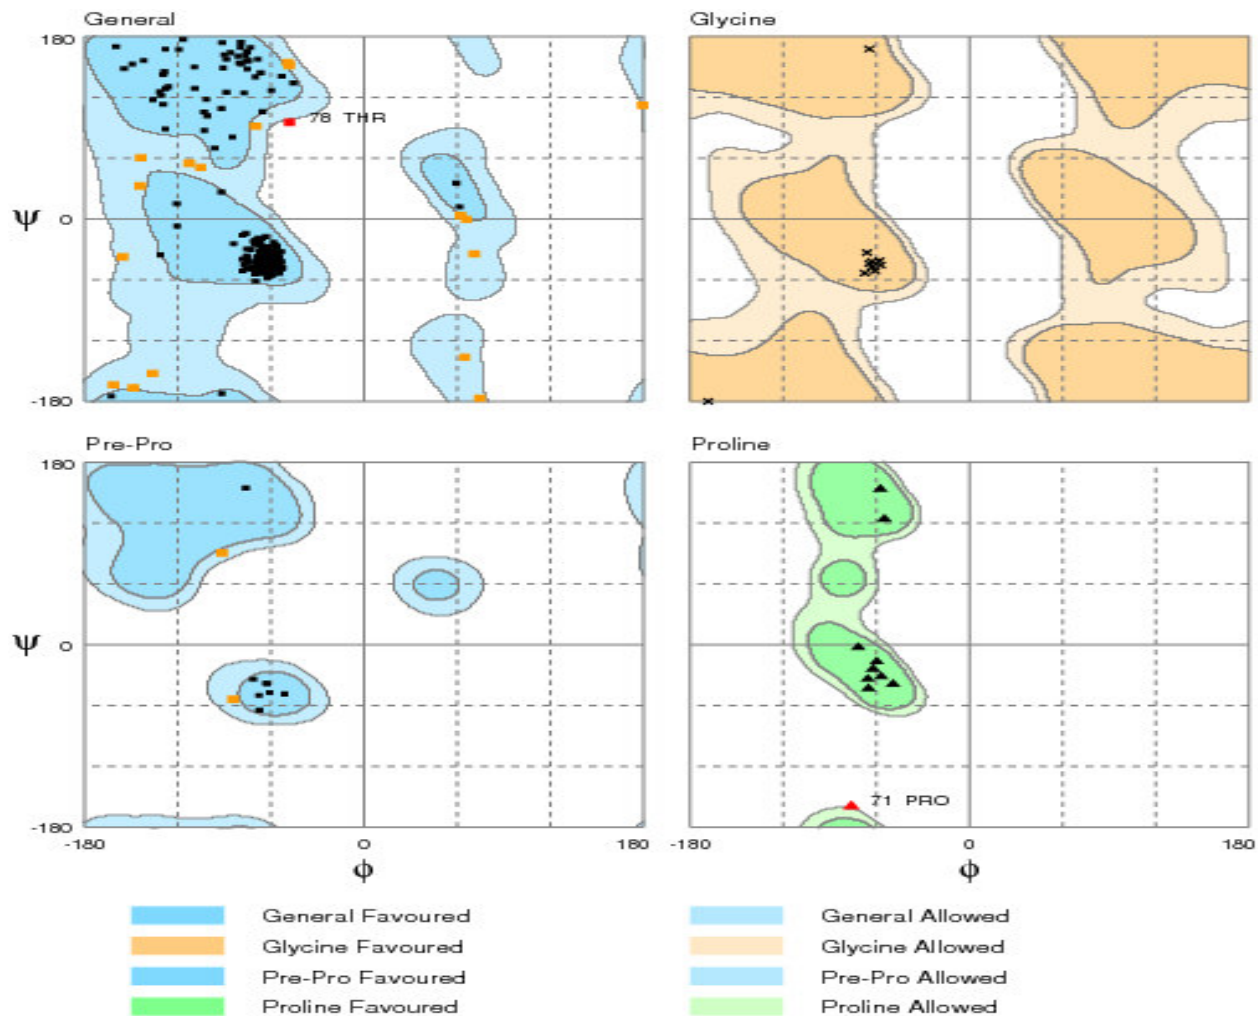 General Glycine
180
78 THR
ψ 0
-180
Pre-Pro Proline
180
ψ 0
71 PRO
-180
-180 0 180 -180 0 180
ϕ ϕ
General Favoured General Allowed
Glycine Favoured Glycine Allowed
Pre-Pro Favoured Pre-Pro Allowed
Proline Favoured Proline Allowed